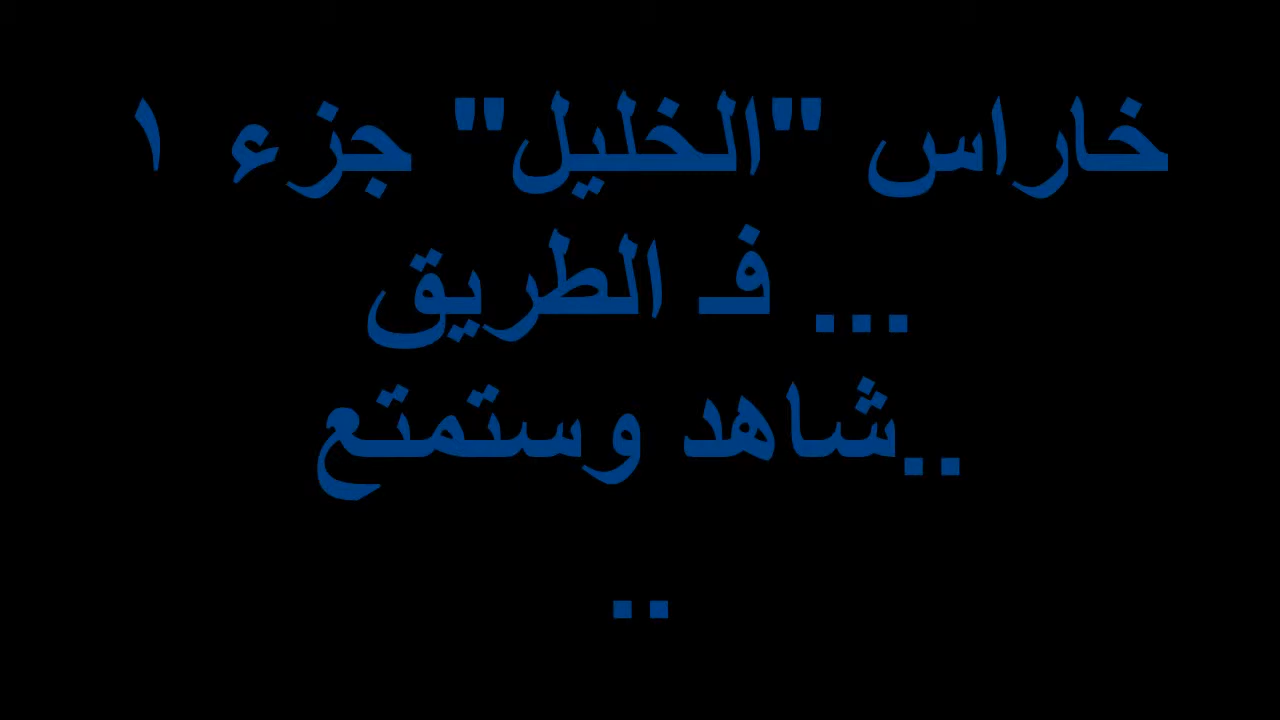 خاراس "الخليل" جزء ١
... فـ الطريق
..شاهد وستمتع
..